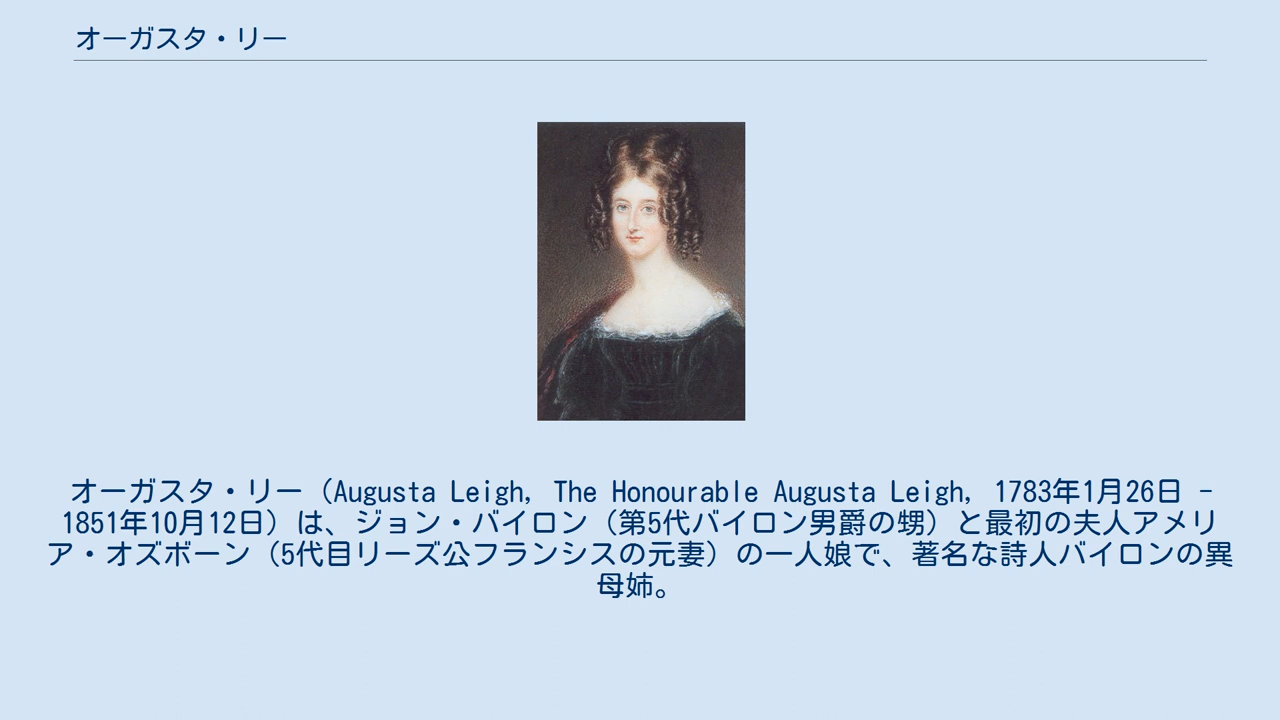 オーガスタ・リー
オーガスタ・リー（Augusta Leigh, The Honourable Augusta Leigh, 1783年1月26日 -
1851年10月12日）は、ジョン・バイロン（第5代バイロン男爵の甥）と最初の夫人アメリ
ア・オズボーン（5代目リーズ公フランシスの元妻）の一人娘で、著名な詩人バイロンの異
母姉。